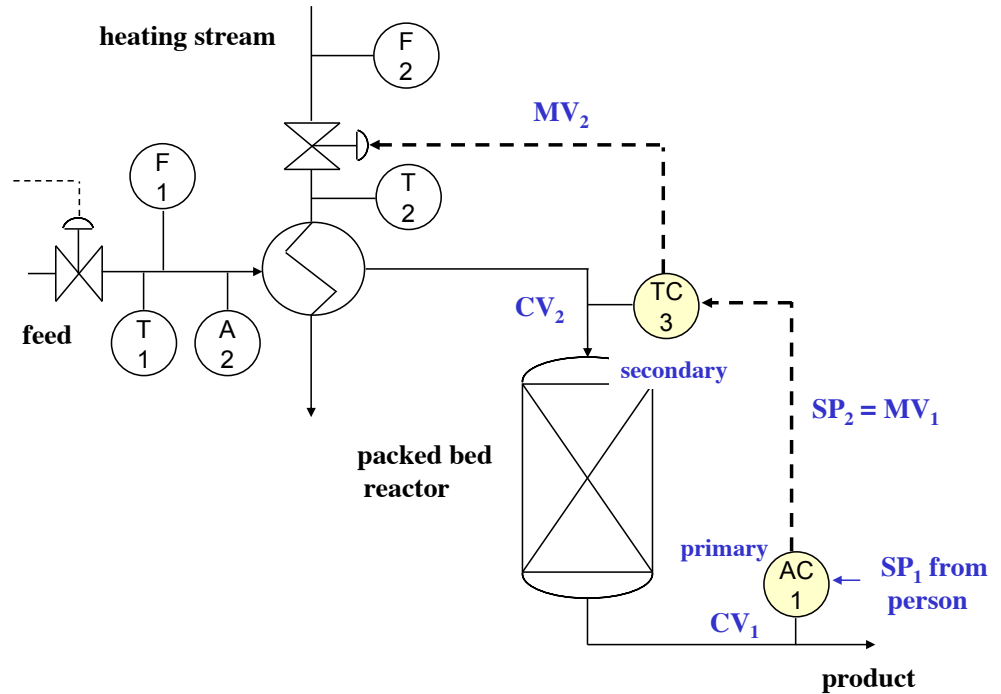 heating stream
F
2
MV₂
F
1
T
2
feed
T
1
A
2
CV₂
TC
3
secondary
SP₂ = MV₁
packed bed
reactor
primary
AC
1
SP₁ from
person
CV₁
product